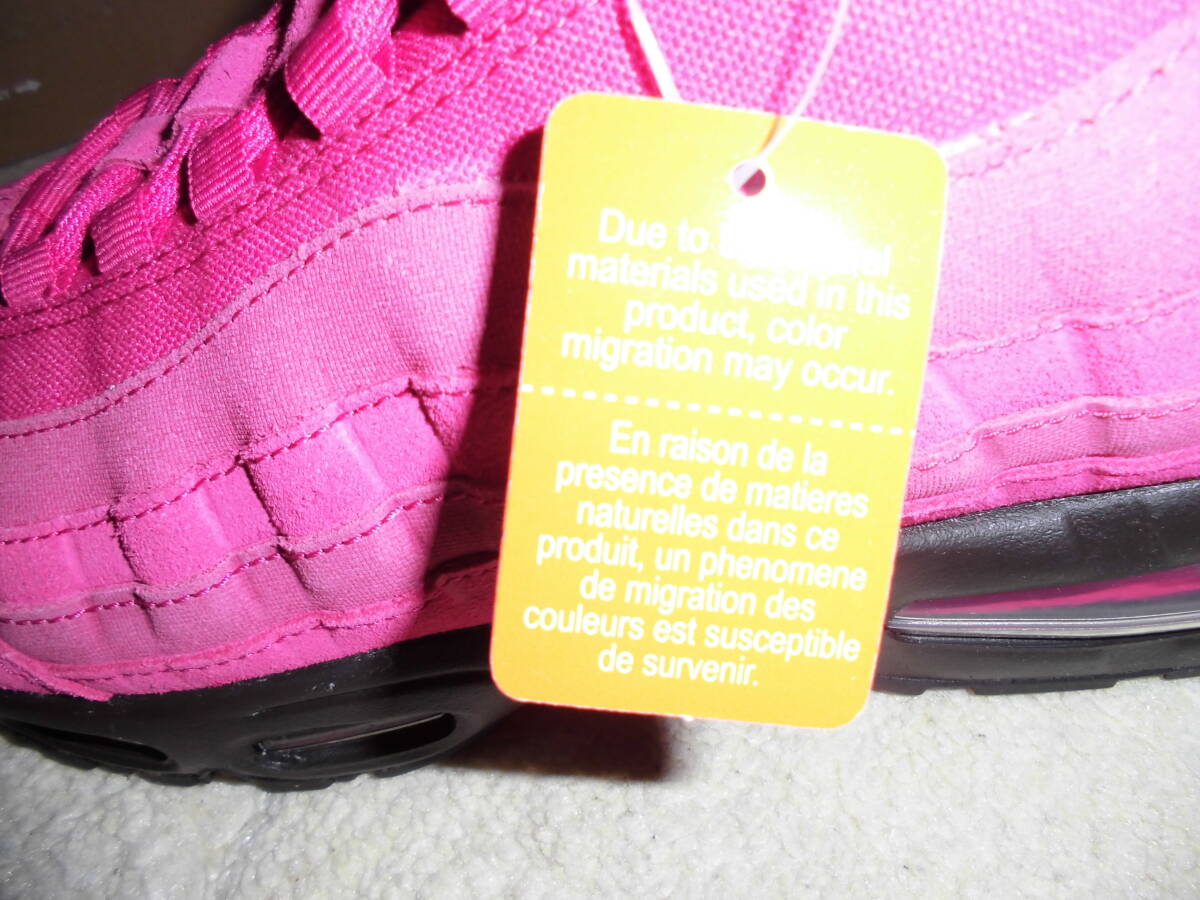 Due to
materials used in this
product, color
migration may occur.
En raison de la
presence de matieres
naturelles dans ce
produit, un phenomene
de migration des
couleurs est susceptible
de survenir.